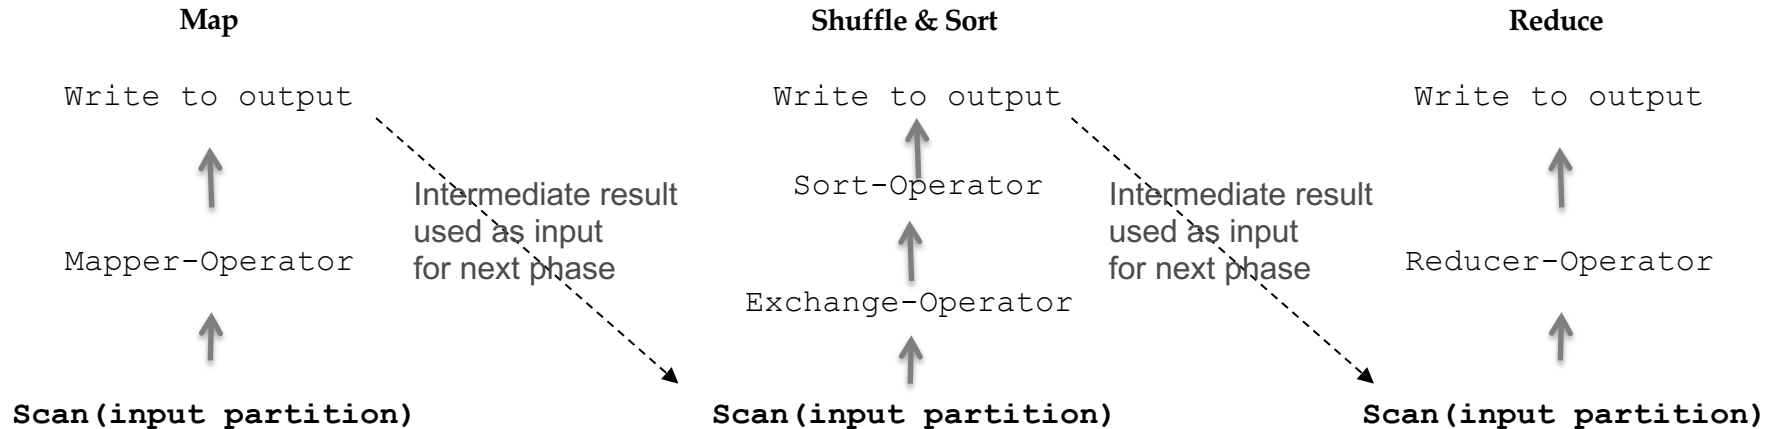 Map
Write to output
Mapper-Operator
Scan(input partition)
Intermediate result
used as input
for next phase
Shuffle & Sort
Write to output
Sort-Operator
Exchange-Operator
Scan(input partition)
Intermediate result
used as input
for next phase
Reduce
Write to output
Reducer-Operator
Scan(input partition)